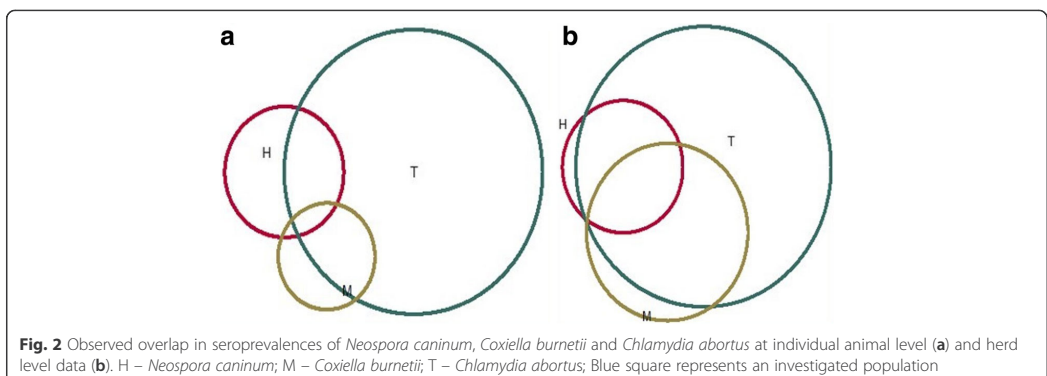 a
b
H
T
M
H
T
M
Fig. 2 Observed overlap in seroprevalences of Neospora caninum, Coxiella burnetii and Chlamydia abortus at individual animal level (a) and herd
level data (b). H – Neospora caninum; M – Coxiella burnetii; T – Chlamydia abortus; Blue square represents an investigated population